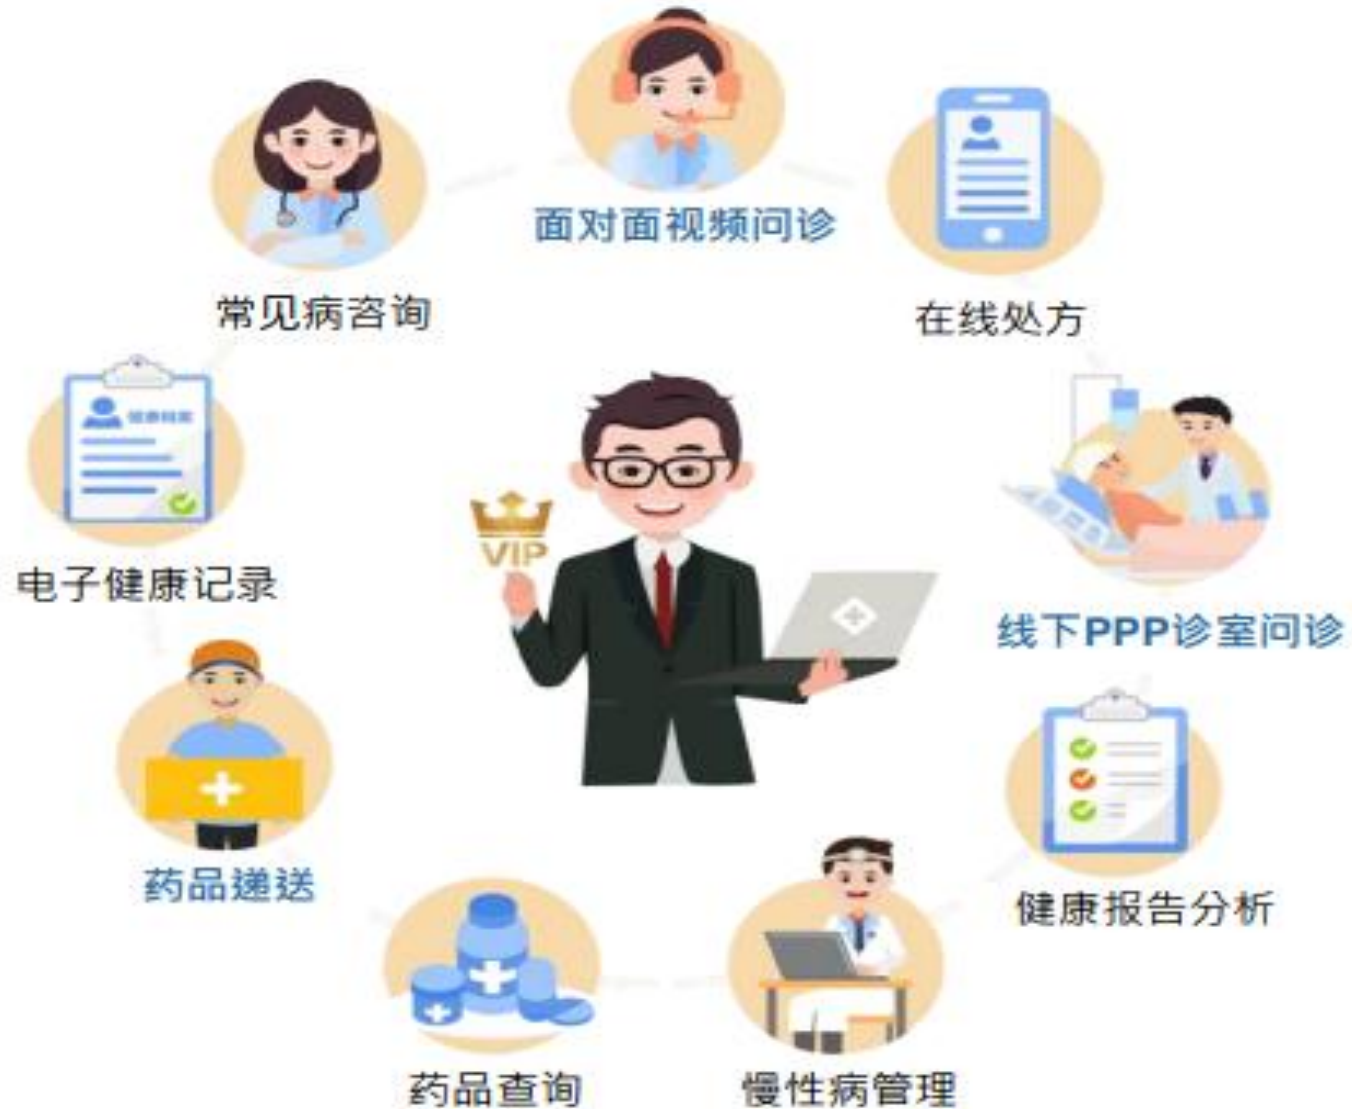 面对面视频问诊
常见病咨询
在线处方
电子健康记录
VIP
线下PPP诊室问诊
药品递送
健康报告分析
药品查询
慢性病管理